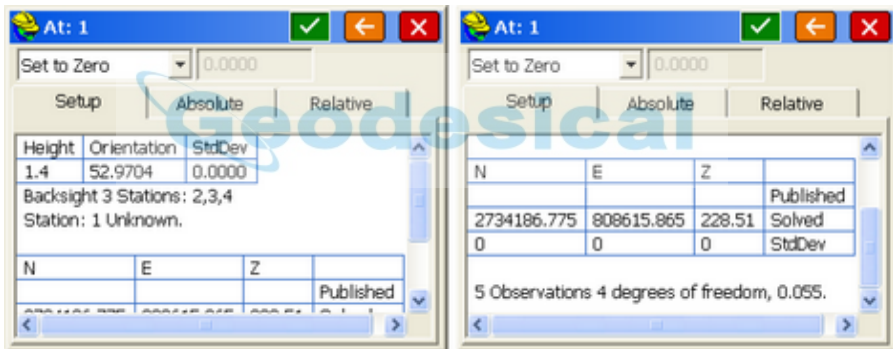 At: 1
Set to Zero 0.0000
Setup Absolute Relative
Height Orientation StdDev
1.4 52.9704 0.0000
Backsight 3 Stations: 2,3,4
Station: 1 Unknown.
N E Z
Published
At: 1
Set to Zero 0.0000
Setup Absolute Relative
N E Z
Published
2734186.775 808615.865 228.51 Solved
0 0 0 StdDev
5 Observations 4 degrees of freedom, 0.055.
Geodesical